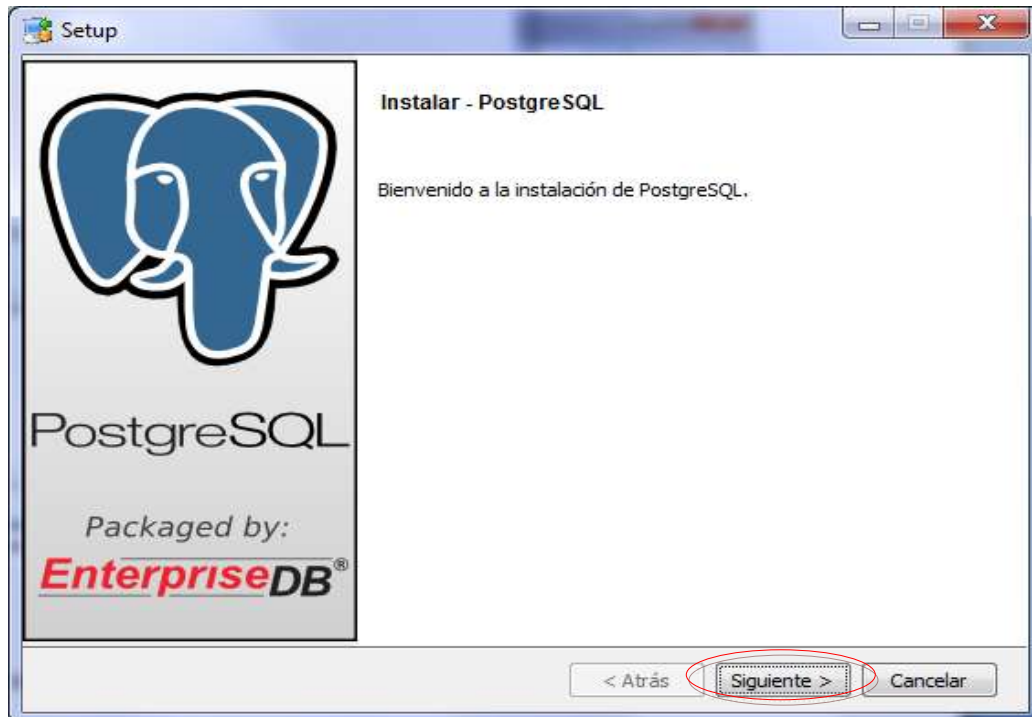 Setup
Instalar - PostgreSQL
Bienvenido a la instalación de PostgreSQL.
PostgreSQL
Packaged by:
EnterpriseDB®
< Atrás
Siguiente >
Cancelar